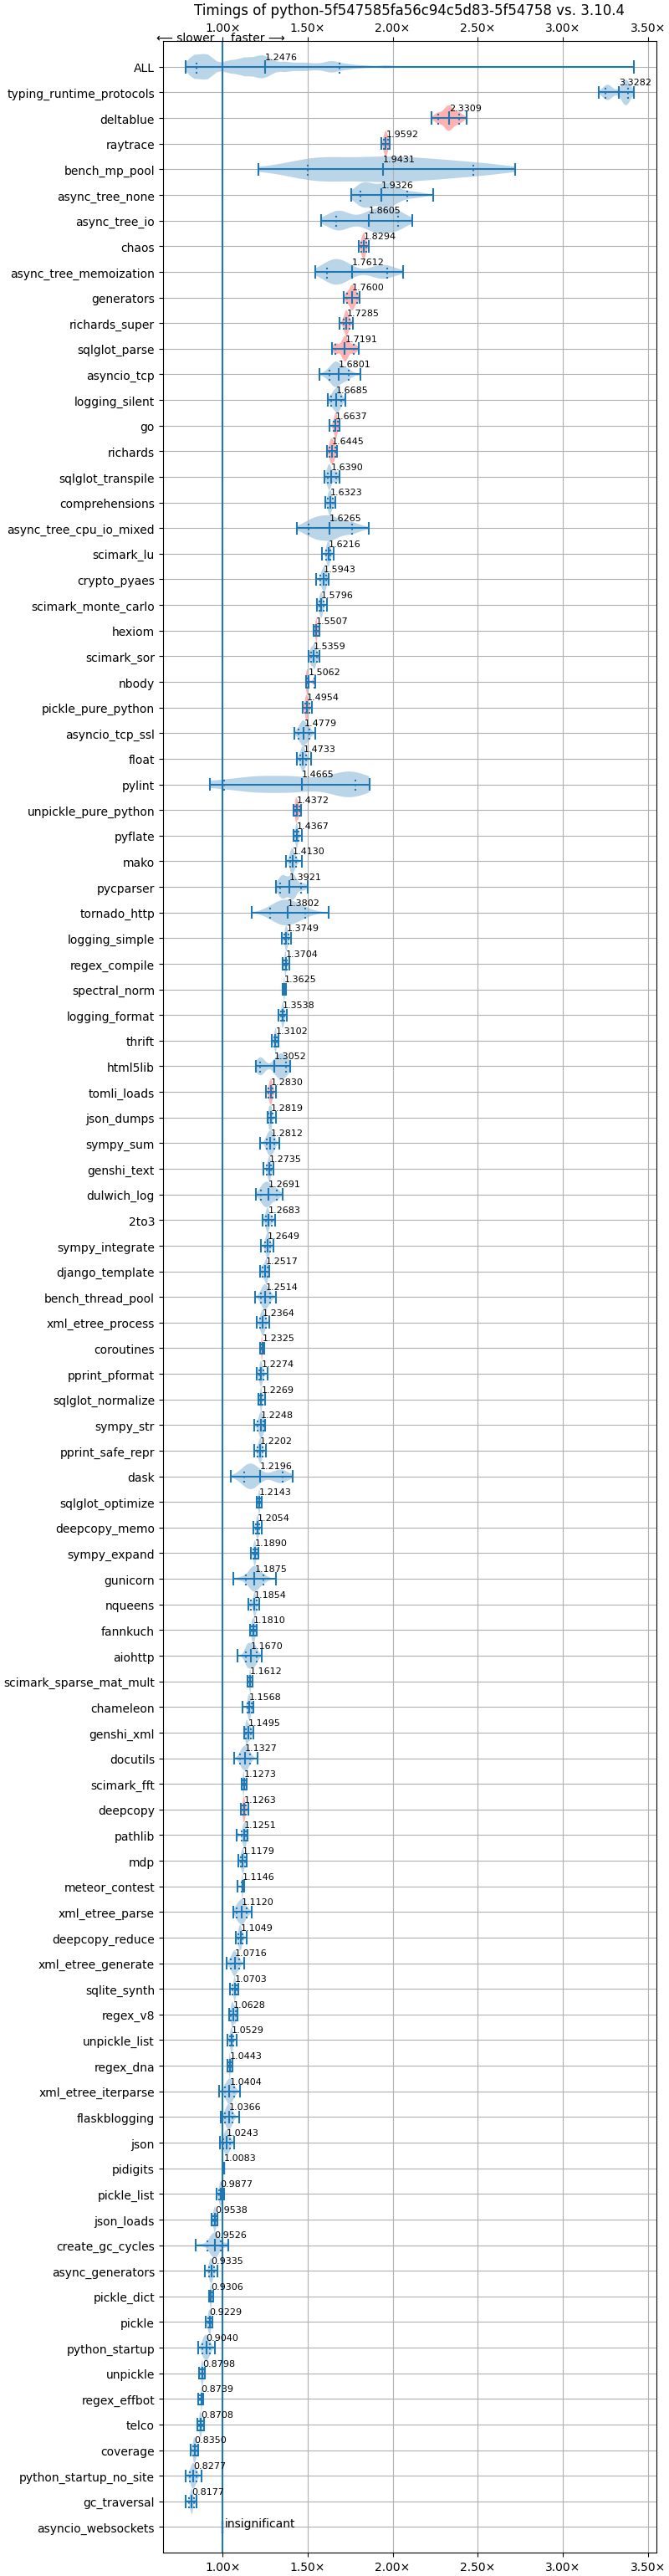 Timings of python-5f547585fa56c94c5d83-5f54758 vs. 3.10.4
1.00× 1.50× 2.00× 2.50× 3.00× 3.50×
⟵ slower faster ⟶
ALL 1.2476
typing_runtime_protocols 3.3282
deltablue 2.3309
raytrace 1.9592
bench_mp_pool 1.9431
async_tree_none 1.9326
async_tree_io 1.8605
chaos 1.8294
async_tree_memoization 1.7612
generators 1.7600
richards_super 1.7285
sqlglot_parse 1.7191
asyncio_tcp 1.6801
logging_silent 1.6685
go 1.6637
richards 1.6445
sqlglot_transpile 1.6390
comprehensions 1.6323
async_tree_cpu_io_mixed 1.6265
scimark_lu 1.6216
crypto_pyaes 1.5943
scimark_monte_carlo 1.5796
hexiom 1.5507
scimark_sor 1.5359
nbody 1.5062
pickle_pure_python 1.4954
asyncio_tcp_ssl 1.4779
float 1.4733
pylint 1.4665
unpickle_pure_python 1.4372
pyflate 1.4367
mako 1.4130
pycparser 1.3921
tornado_http 1.3802
logging_simple 1.3749
regex_compile 1.3704
spectral_norm 1.3625
logging_format 1.3538
thrift 1.3102
html5lib 1.3052
tomli_loads 1.2830
json_dumps 1.2819
sympy_sum 1.2812
genshi_text 1.2735
dulwich_log 1.2691
2to3 1.2683
sympy_integrate 1.2649
django_template 1.2517
bench_thread_pool 1.2514
xml_etree_process 1.2364
coroutines 1.2325
pprint_pformat 1.2274
sqlglot_normalize 1.2269
sympy_str 1.2248
pprint_safe_repr 1.2202
dask 1.2196
sqlglot_optimize 1.2143
deepcopy_memo 1.2054
sympy_expand 1.1890
gunicorn 1.1875
nqueens 1.1854
fannkuch 1.1810
aiohttp 1.1670
scimark_sparse_mat_mult 1.1612
chameleon 1.1568
genshi_xml 1.1495
docutils 1.1327
scimark_fft 1.1273
deepcopy 1.1263
pathlib 1.1251
mdp 1.1179
meteor_contest 1.1146
xml_etree_parse 1.1120
deepcopy_reduce 1.1049
xml_etree_generate 1.0716
sqlite_synth 1.0703
regex_v8 1.0628
unpickle_list 1.0529
regex_dna 1.0443
xml_etree_iterparse 1.0404
flaskblogging 1.0366
json 1.0243
pidigits 1.0083
pickle_list 0.9877
json_loads 0.9538
create_gc_cycles 0.9526
async_generators 0.9335
pickle_dict 0.9306
pickle 0.9229
python_startup 0.9040
unpickle 0.8798
regex_effbot 0.8739
telco 0.8708
coverage 0.8350
python_startup_no_site 0.8277
gc_traversal 0.8177
asyncio_websockets insignificant
1.00× 1.50× 2.00× 2.50× 3.00× 3.50×